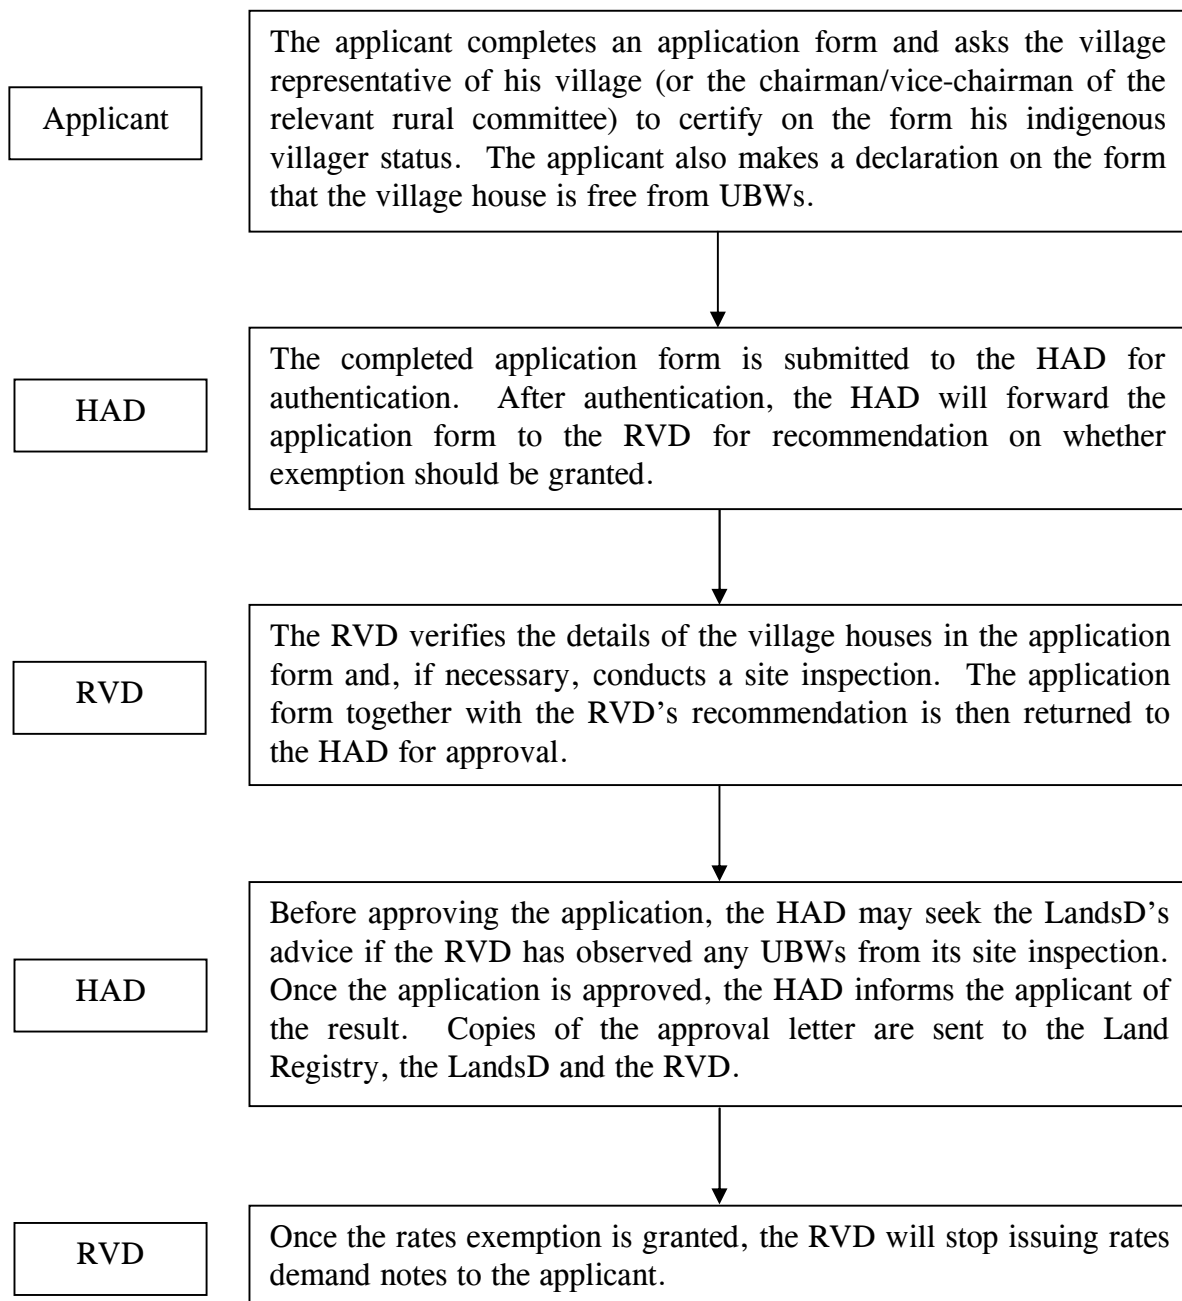 Applicant
The applicant completes an application form and asks the village
representative of his village (or the chairman/vice-chairman of the
relevant rural committee) to certify on the form his indigenous
villager status. The applicant also makes a declaration on the form
that the village house is free from UBWs.
HAD
The completed application form is submitted to the HAD for
authentication. After authentication, the HAD will forward the
application form to the RVD for recommendation on whether
exemption should be granted.
RVD
The RVD verifies the details of the village houses in the application
form and, if necessary, conducts a site inspection. The application
form together with the RVD’s recommendation is then returned to
the HAD for approval.
HAD
Before approving the application, the HAD may seek the LandsD’s
advice if the RVD has observed any UBWs from its site inspection.
Once the application is approved, the HAD informs the applicant of
the result. Copies of the approval letter are sent to the Land
Registry, the LandsD and the RVD.
RVD
Once the rates exemption is granted, the RVD will stop issuing rates
demand notes to the applicant.